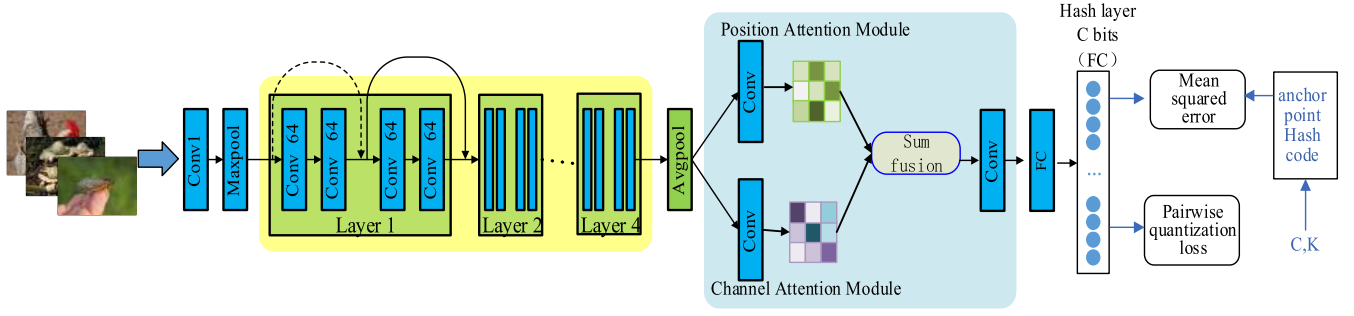 Conv1
Maxpool
Conv 64
Conv 64
Conv 64
Conv 64
Layer 1
Layer 2
...
Layer 4
Avgpool
Position Attention Module
Conv
Conv
Channel Attention Module
Sum
fusion
Conv
FC
Hash layer
C bits
（FC）
...
Mean
squared
error
Pairwise
quantization
loss
anchor
point
Hash
code
C,K